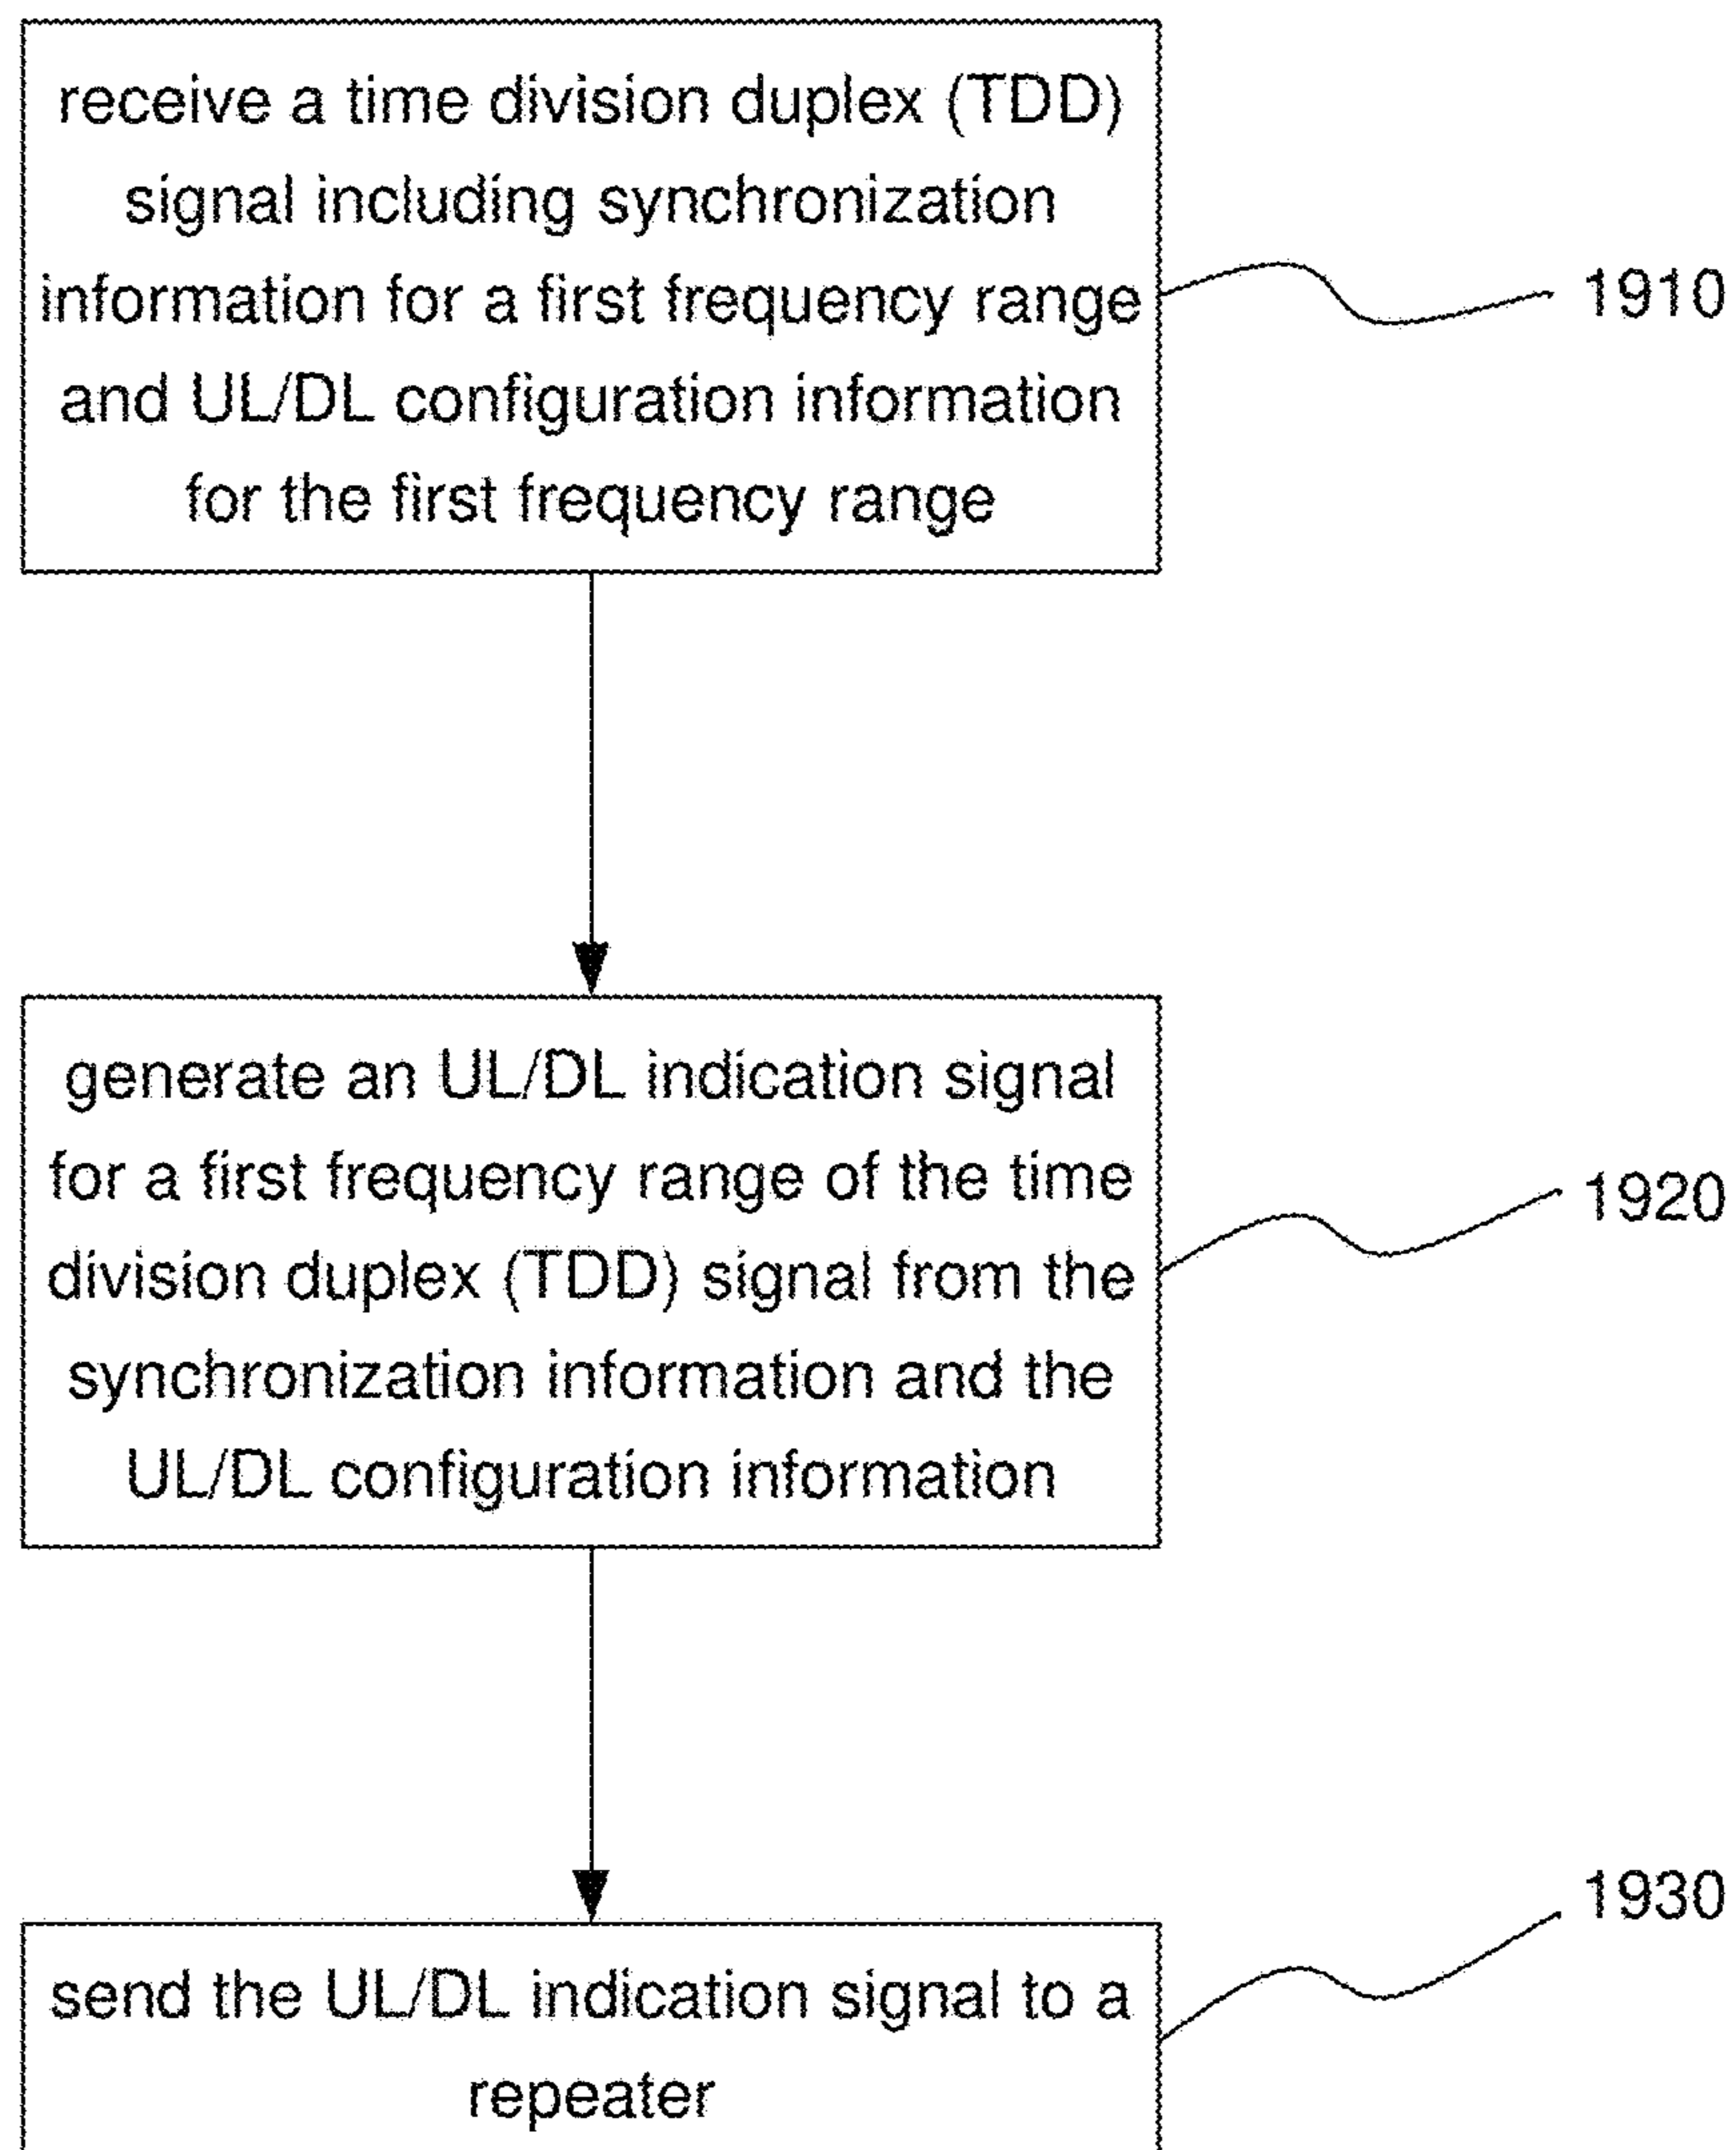 receive a time division duplex (TDD)
signal including synchronization
information for a first frequency range
and UL/DL configuration information
for the first frequency range
1910
generate an UL/DL indication signal
for a first frequency range of the time
division duplex (TDD) signal from the
synchronization information and the
UL/DL configuration information
1920
send the UL/DL indication signal to a
repeater
1930